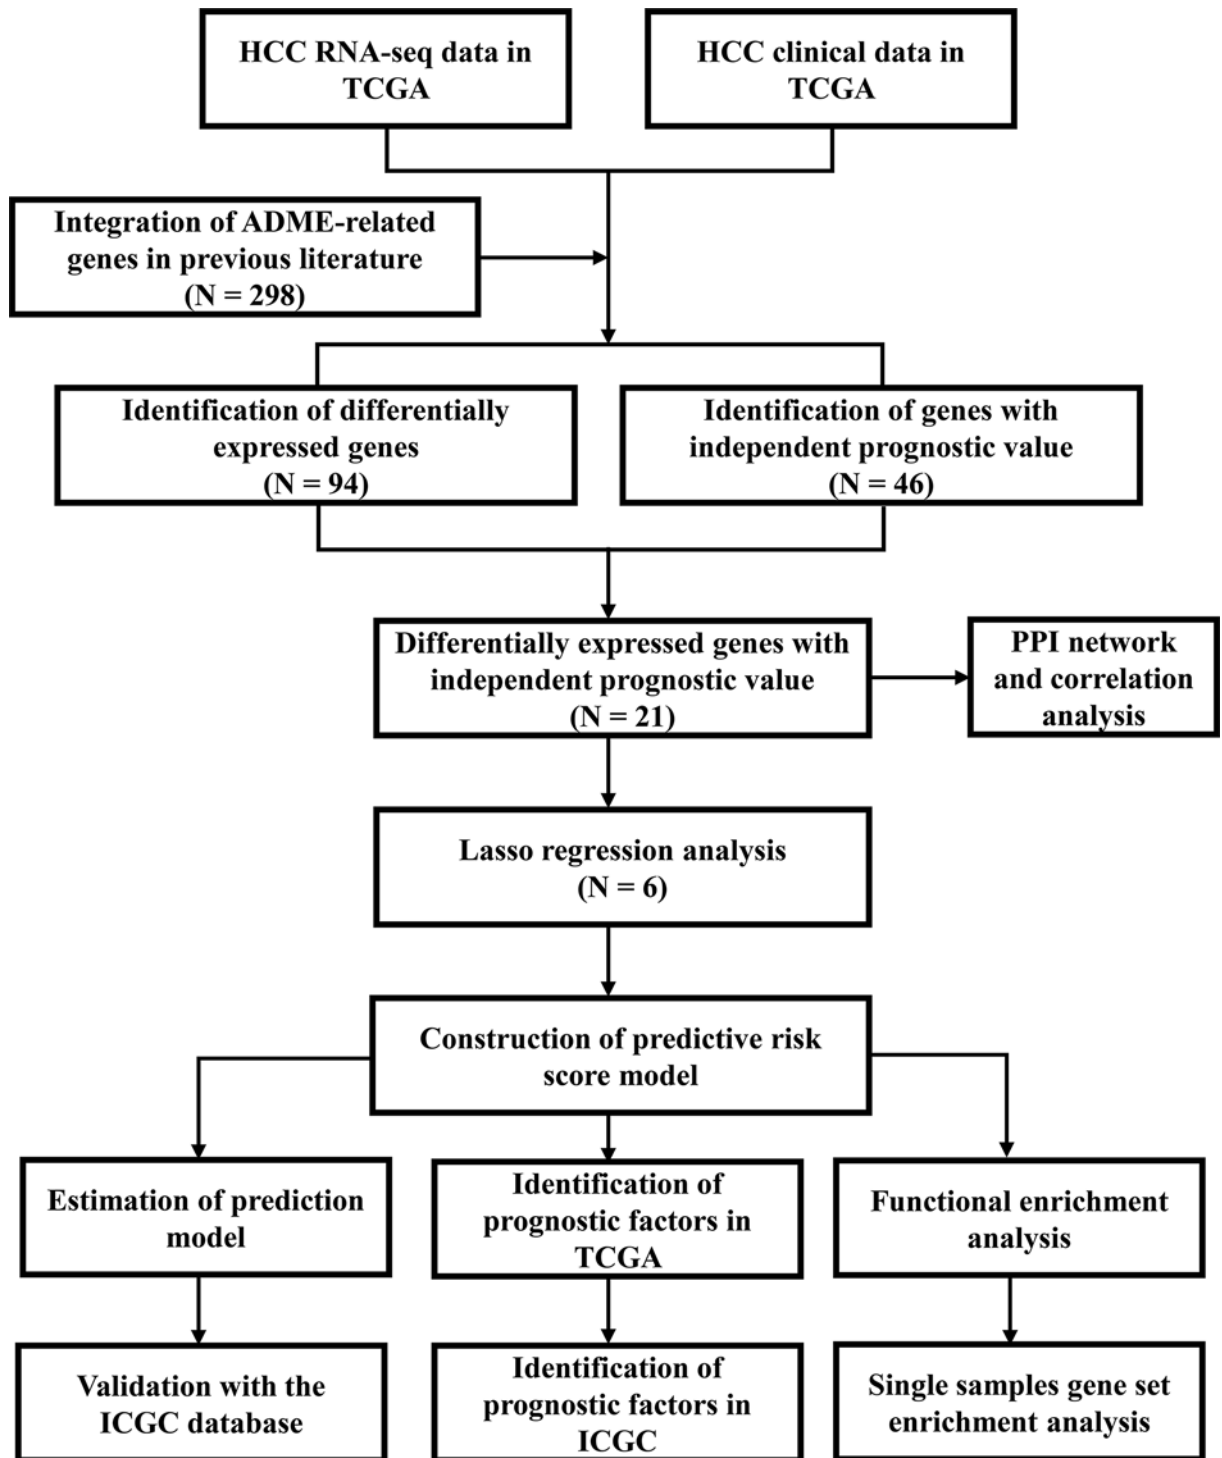 HCC RNA-seq data in
TCGA
HCC clinical data in
TCGA
Integration of ADME-related
genes in previous literature
(N = 298)
Identification of differentially
expressed genes
(N = 94)
Identification of genes with
independent prognostic value
(N = 46)
Differentially expressed genes with
independent prognostic value
(N = 21)
PPI network
and correlation
analysis
Lasso regression analysis
(N = 6)
Construction of predictive risk
score model
Estimation of prediction
model
Identification of
prognostic factors in
TCGA
Functional enrichment
analysis
Validation with the
ICGC database
Identification of
prognostic factors in
ICGC
Single samples gene set
enrichment analysis